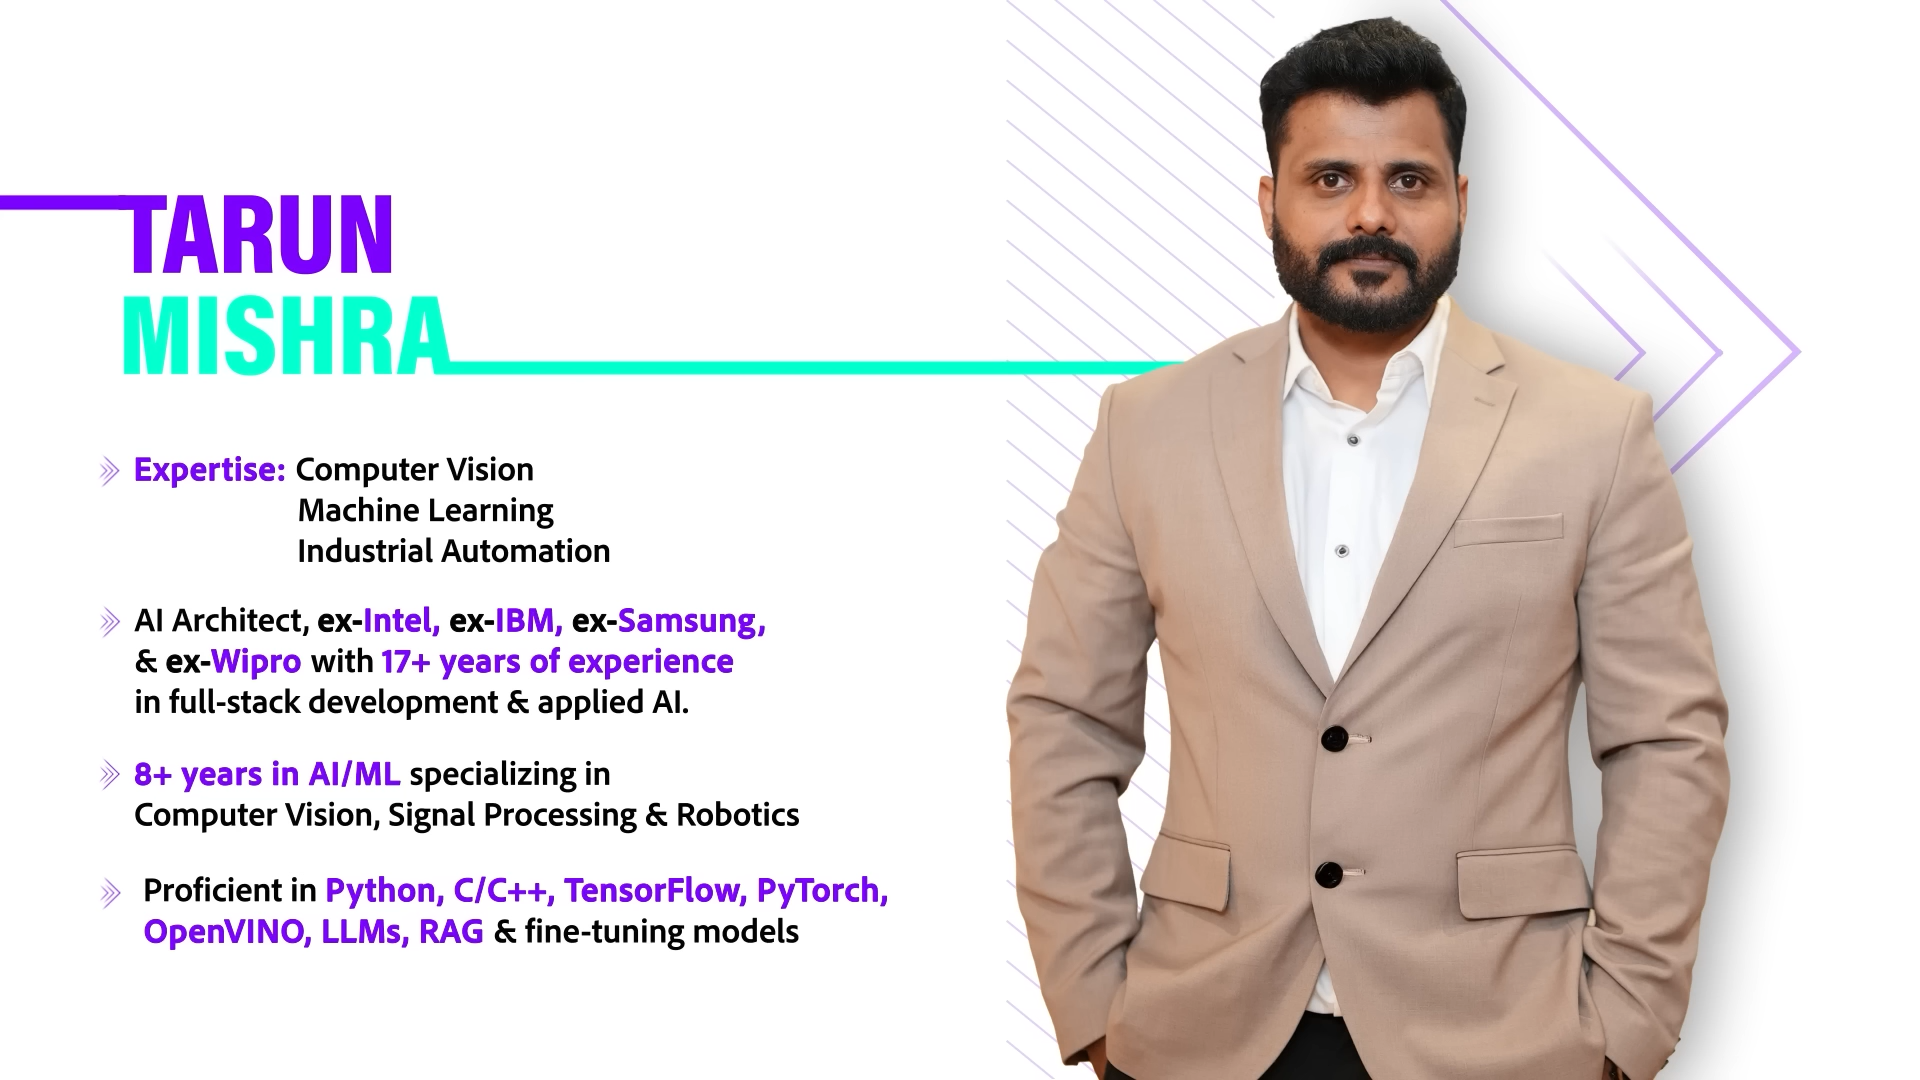 TARUN
MISHRA
Expertise: Computer Vision
Machine Learning
Industrial Automation
AI Architect, ex-Intel, ex-IBM, ex-Samsung,
& ex-Wipro with 17+ years of experience
in full-stack development & applied AI.
8+ years in AI/ML specializing in
Computer Vision, Signal Processing & Robotics
Proficient in Python, C/C++, TensorFlow, PyTorch,
OpenVINO, LLMs, RAG & fine-tuning models